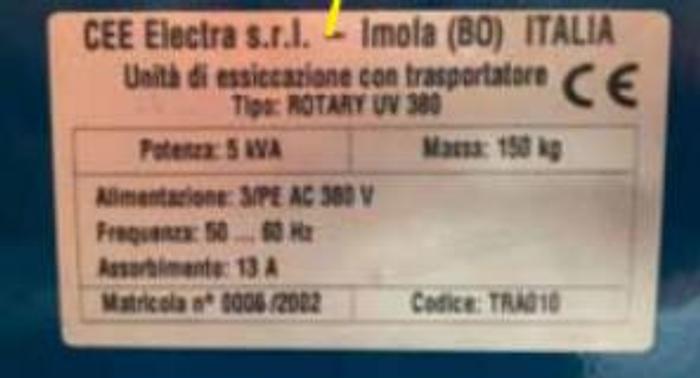 CEE Electra s.r.l. - Imola (BO) ITALIA
Unità di essiccazione con trasportatore CE
Tipo: ROTARY UV 380
Potenza: 5 kVA Massa: 150 kg
Alimentazione: 3/PE AC 380 V
Frequenza: 50 ... 60 Hz
Assorbimento: 13 A
Matricola n° 0006/2002 Codice: TRA010